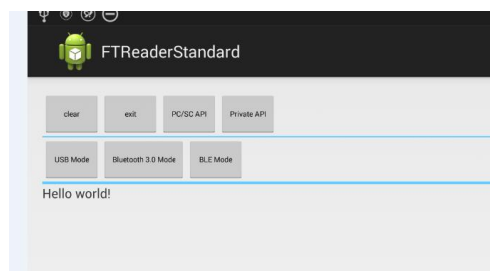 FTReaderStandard
clear exit PC/SC API Private API
USB Mode Bluetooth 3.0 Mode BLE Mode
Hello world!